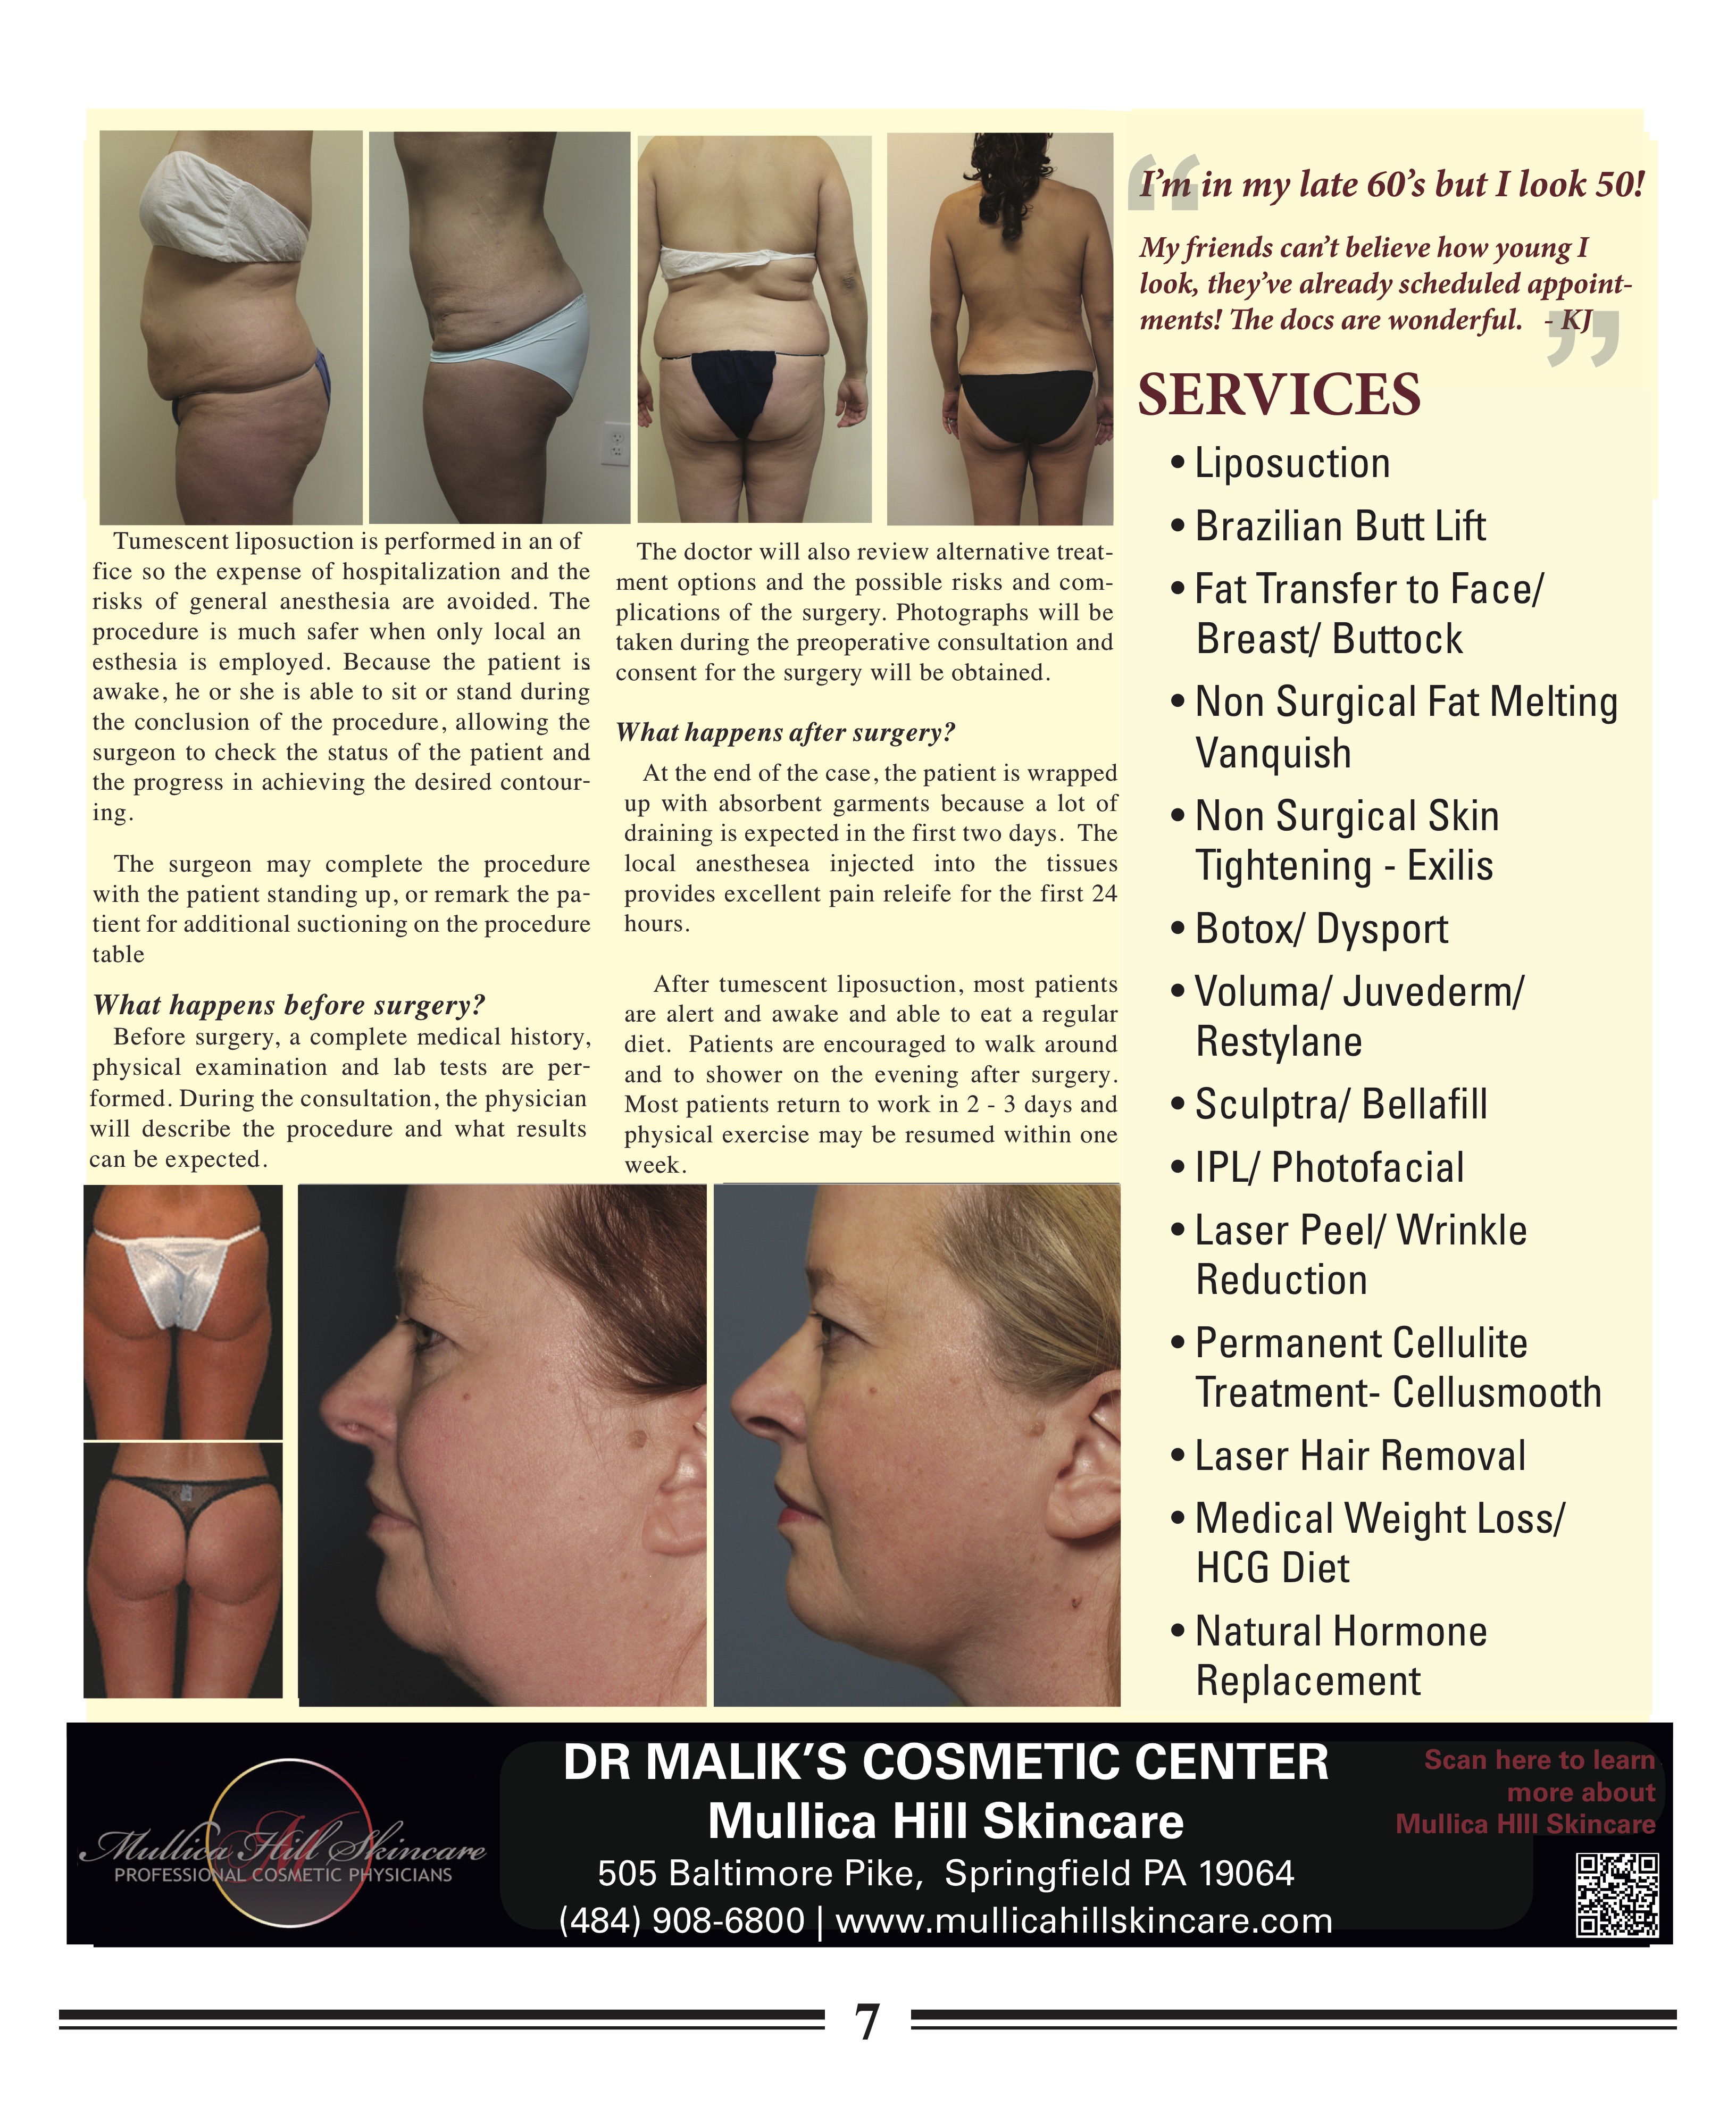 Tumescent liposuction is performed in an of
fice so the expense of hospitalization and the
risks of general anesthesia are avoided. The
procedure is much safer when only local an
esthesia is employed. Because the patient is
awake, he or she is able to sit or stand during
the conclusion of the procedure, allowing the
surgeon to check the status of the patient and
the progress in achieving the desired contour-
ing.
The surgeon may complete the procedure
with the patient standing up, or remark the pa-
tient for additional suctioning on the procedure
table
What happens before surgery?
Before surgery, a complete medical history,
physical examination and lab tests are per-
formed. During the consultation, the physician
will describe the procedure and what results
can be expected.
The doctor will also review alternative treat-
ment options and the possible risks and com-
plications of the surgery. Photographs will be
taken during the preoperative consultation and
consent for the surgery will be obtained.
What happens after surgery?
At the end of the case, the patient is wrapped
up with absorbent garments because a lot of
draining is expected in the first two days. The
local anesthesea injected into the tissues
provides excellent pain releife for the first 24
hours.
After tumescent liposuction, most patients
are alert and awake and able to eat a regular
diet. Patients are encouraged to walk around
and to shower on the evening after surgery.
Most patients return to work in 2 - 3 days and
physical exercise may be resumed within one
week.
“I’m in my late 60’s but I look 50!
My friends can’t believe how young I
look, they’ve already scheduled appoint-
ments! The docs are wonderful. - KJ”
SERVICES
• Liposuction
• Brazilian Butt Lift
• Fat Transfer to Face/
Breast/ Buttock
• Non Surgical Fat Melting
Vanquish
• Non Surgical Skin
Tightening - Exilis
• Botox/ Dysport
• Voluma/ Juvederm/
Restylane
• Sculptra/ Bellafill
• IPL/ Photofacial
• Laser Peel/ Wrinkle
Reduction
• Permanent Cellulite
Treatment- Cellusmooth
• Laser Hair Removal
• Medical Weight Loss/
HCG Diet
• Natural Hormone
Replacement
M
Mullica Hill Skincare
PROFESSIONAL COSMETIC PHYSICIANS
DR MALIK’S COSMETIC CENTER
Mullica Hill Skincare
505 Baltimore Pike, Springfield PA 19064
(484) 908-6800 | www.mullicahillskincare.com
Scan here to learn
more about
Mullica HIll Skincare
7